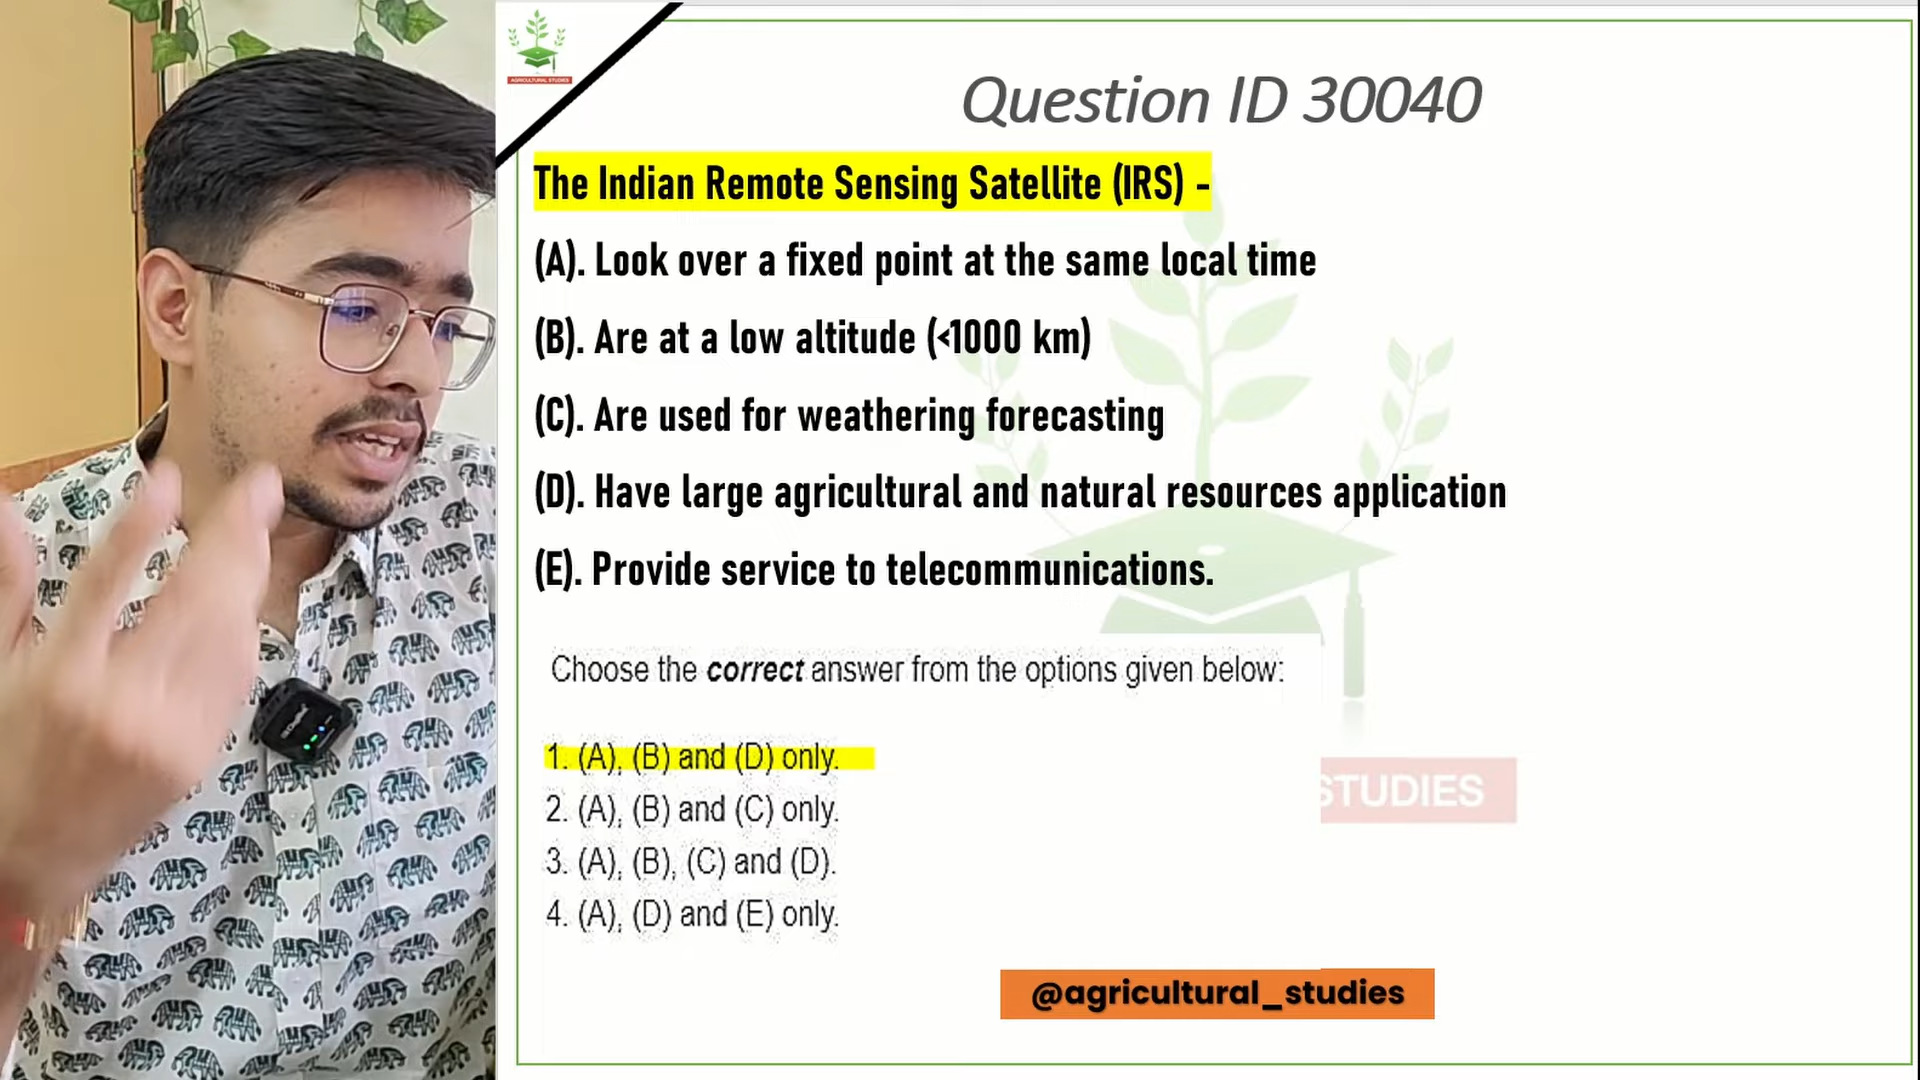 AGRICULTURAL STUDIES
Question ID 30040
The Indian Remote Sensing Satellite (IRS) -
(A). Look over a fixed point at the same local time
(B). Are at a low altitude (<1000 km)
(C). Are used for weathering forecasting
(D). Have large agricultural and natural resources application
(E). Provide service to telecommunications.
Choose the correct answer from the options given below:
1. (A), (B) and (D) only.
2. (A), (B) and (C) only.
3. (A), (B), (C) and (D).
4. (A), (D) and (E) only.
STUDIES
@agricultural_studies